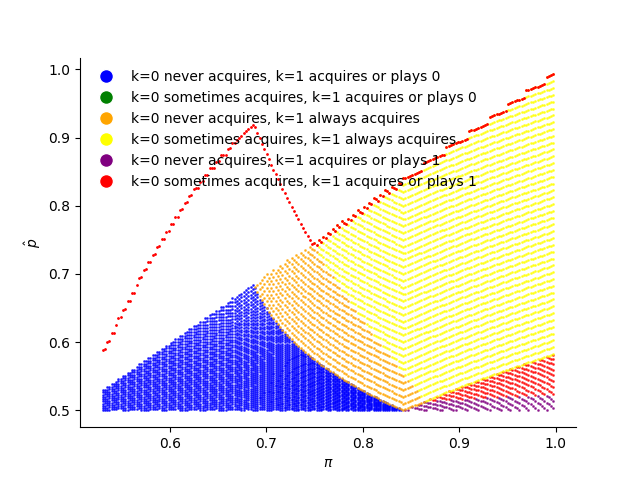 k=0 never acquires, k=1 acquires or plays 0
k=0 sometimes acquires, k=1 acquires or plays 0
k=0 never acquires, k=1 always acquires
k=0 sometimes acquires, k=1 always acquires
k=0 never acquires, k=1 acquires or plays 1
k=0 sometimes acquires, k=1 acquires or plays 1
1.0
0.9
0.8
0.7
0.6
0.5
p̂
0.6 0.7 0.8 0.9 1.0
π